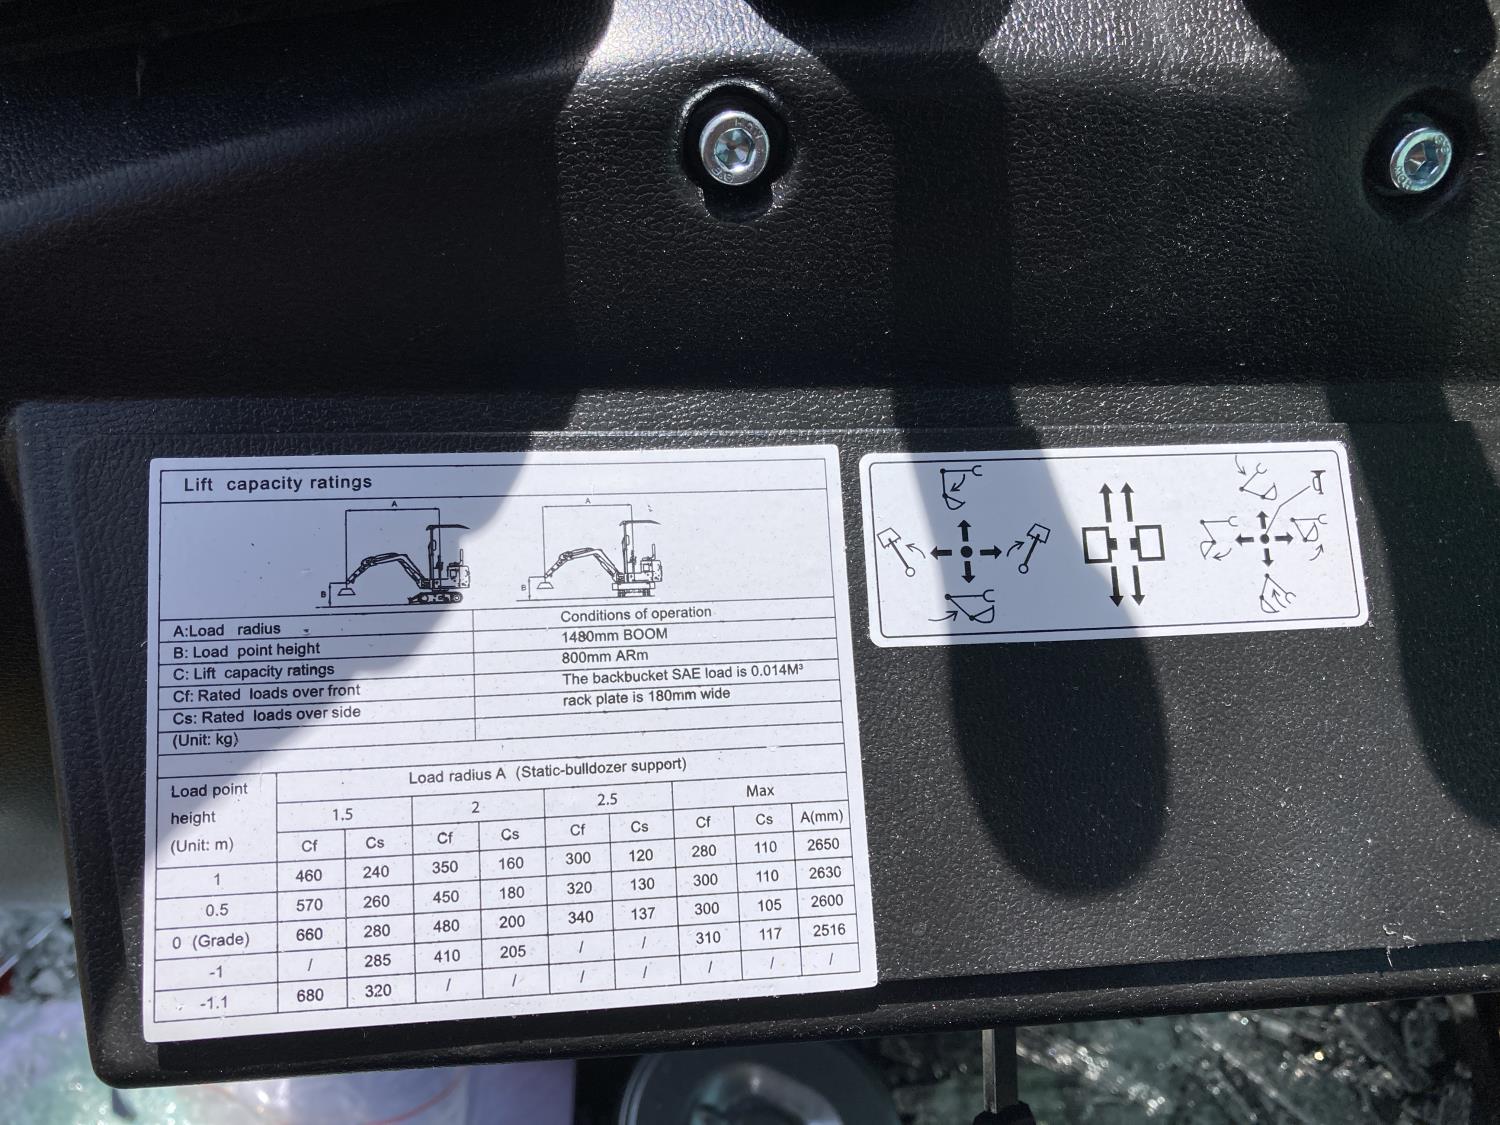 Lift capacity ratings
A A
B B
A:Load radius
B: Load point height
C: Lift capacity ratings
Cf: Rated loads over front
Cs: Rated loads over side
(Unit: kg)
Conditions of operation
1480mm BOOM
800mm ARm
The backbucket SAE load is 0.014M³
rack plate is 180mm wide
Load point height (Unit: m)
Load radius A (Static-bulldozer support)
1.5 2 2.5 Max
Cf Cs Cf Cs Cf Cs Cf Cs A(mm)
1 460 240 350 160 300 120 280 110 2650
0.5 570 260 450 180 320 130 300 110 2630
0 (Grade) 660 280 480 200 340 137 300 105 2600
-1 / 285 410 205 / / 310 117 2516
-1.1 680 320 / / / / / / /